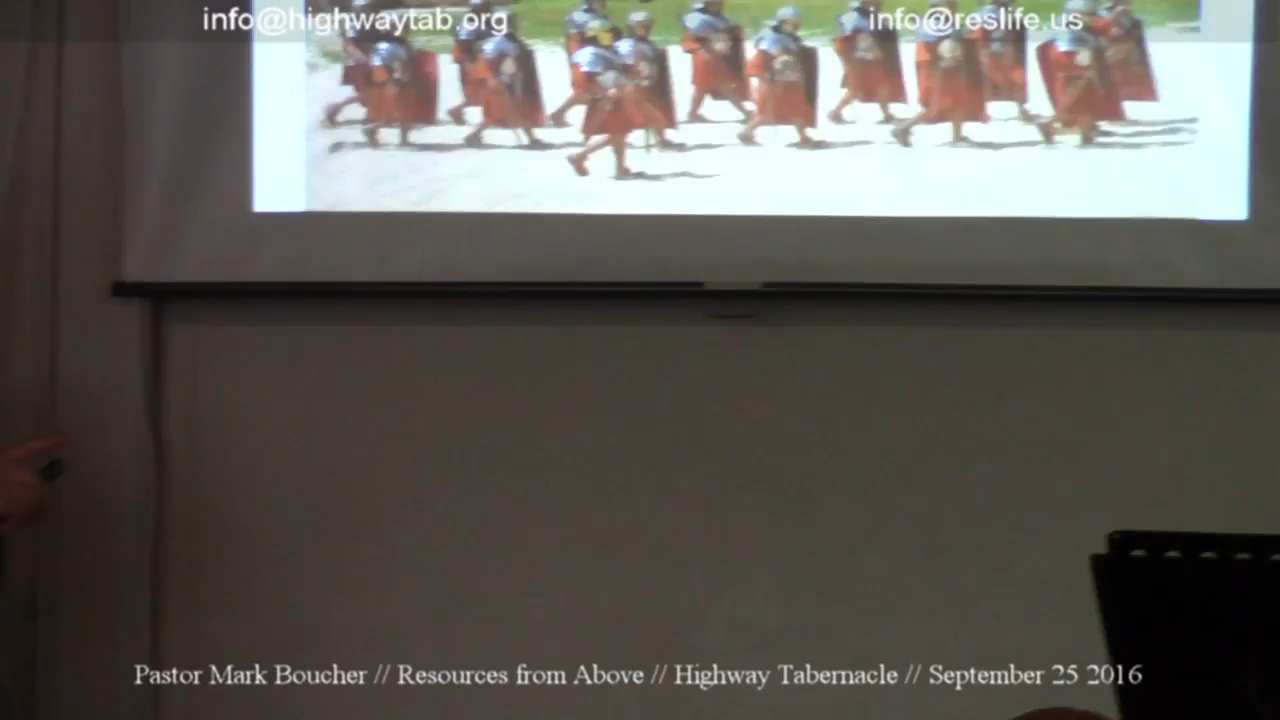 info@highwaytab.org info@reslife.us
Pastor Mark Boucher // Resources from Above // Highway Tabernacle // September 25 2016